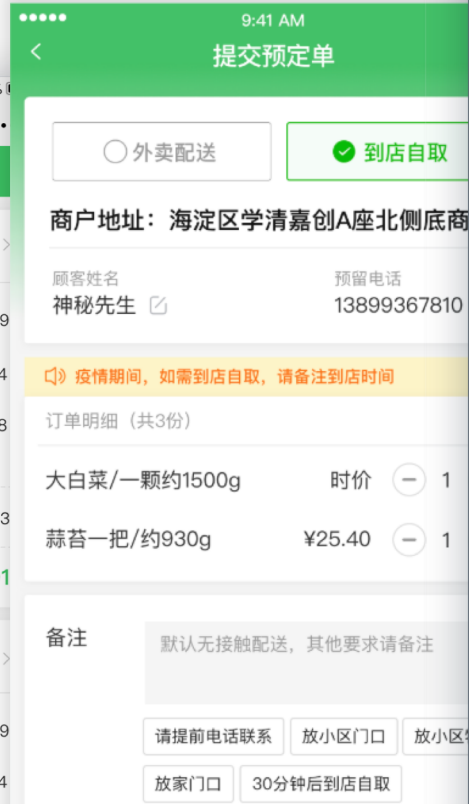 9:41 AM
提交预定单
外卖配送
到店自取
商户地址：海淀区学清嘉创A座北侧底商
顾客姓名
预留电话
神秘先生
13899367810
疫情期间，如需到店自取，请备注到店时间
订单明细（共3份）
大白菜/一颗约1500g 时价 1
蒜苔一把/约930g ¥25.40 1
备注
默认无接触配送，其他要求请备注
请提前电话联系 放小区门口 放小区
放家门口 30分钟后到店自取
9
4
8
3
1
9
4